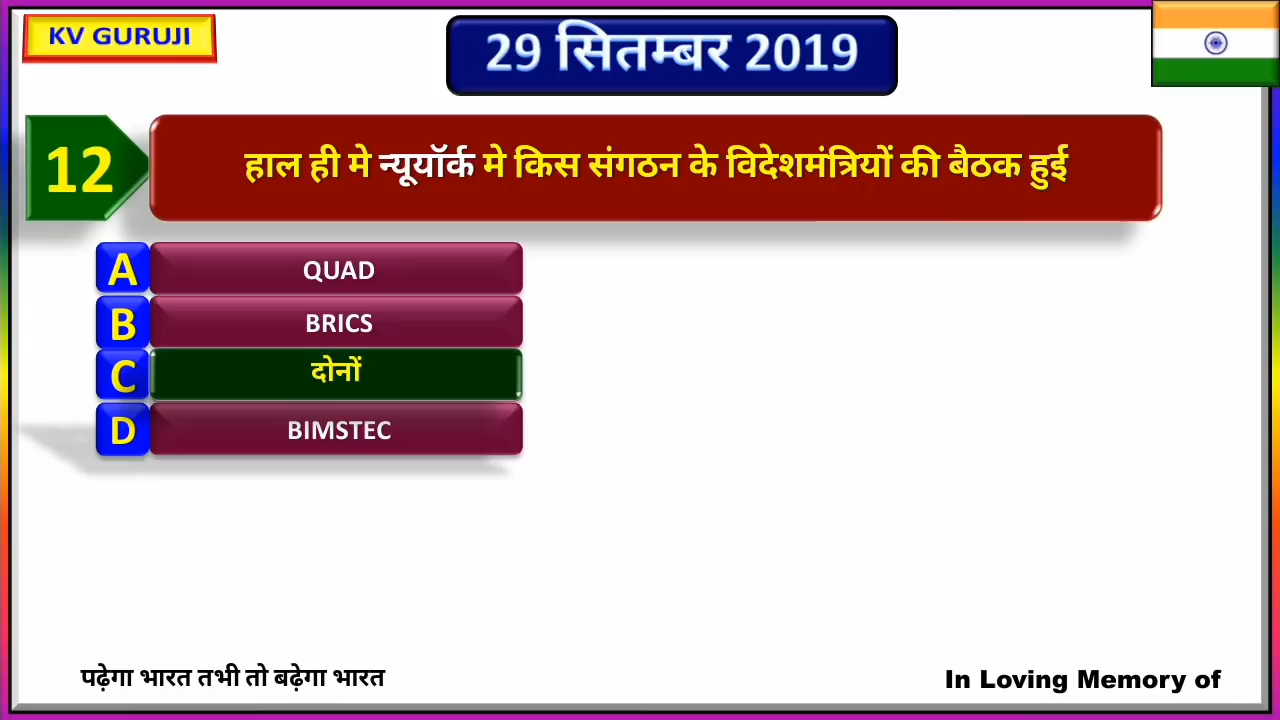 KV GURUJI
29 सितम्बर 2019
12
हाल ही मे न्यूयॉर्क मे किस संगठन के विदेशमंत्रियों की बैठक हुई
A QUAD
B BRICS
C दोनों
D BIMSTEC
पढ़ेगा भारत तभी तो बढ़ेगा भारत
In Loving Memory of